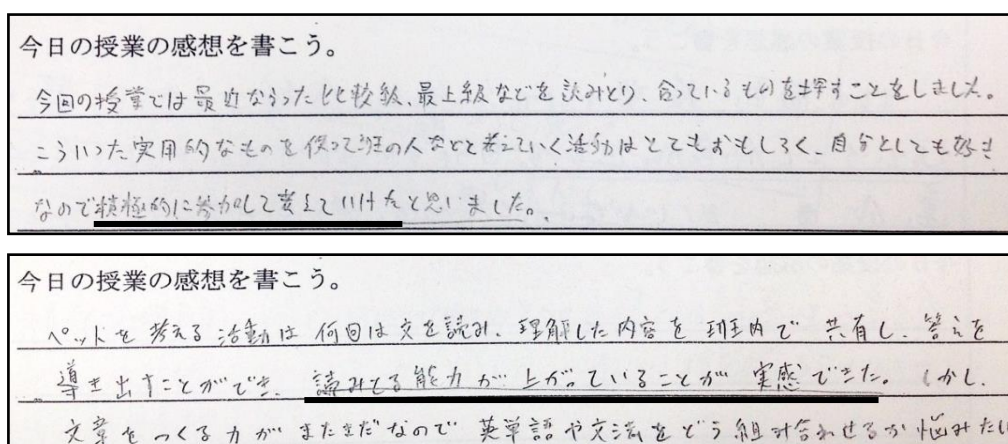 今日の授業の感想を書こう。
今回の授業では最近ならった比較級、最上級などを読みとり、合っているものを探すことをしました。
こういった実用的なものを使って班の人などと考えていく活動はとてもおもしろく、自分としても好き
なので積極的に参加して考えていけたと思いました。
今日の授業の感想を書こう。
ペットを考える活動は何回は文を読み、理解した内容を班内で共有し、答えを
導き出すことができ、読みとる能力が上がっていることが実感できた。しかし、
文章をつくる力がまだまだなので英単語や文法をどう組み合わせるか悩みたい